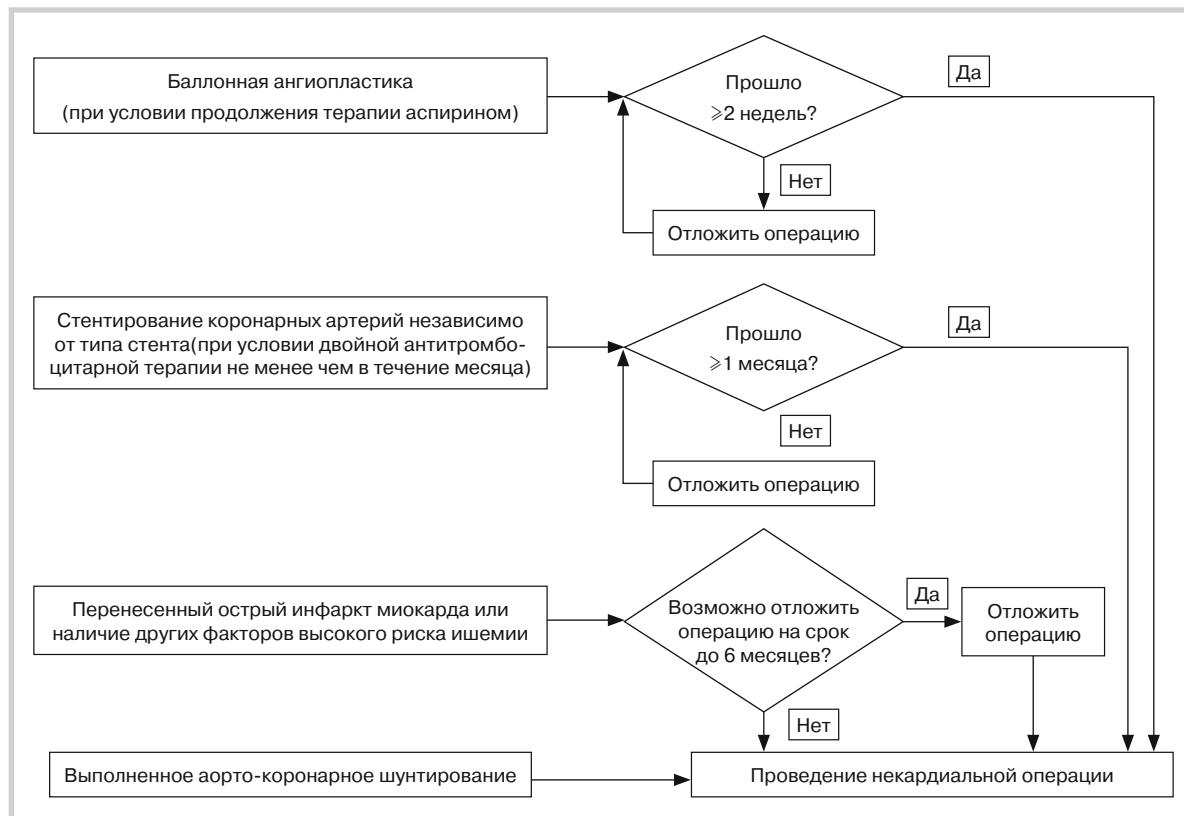 Баллонная ангиопластика
(при условии продолжения терапии аспирином)
Прошло
⩾2 недель?
Да
Нет
Отложить операцию
Стентирование коронарных артерий независимо
от типа стента(при условии двойной антитромбо-
цитарной терапии не менее чем в течение месяца)
Прошло
⩾1 месяца?
Да
Нет
Отложить операцию
Перенесенный острый инфаркт миокарда или
наличие других факторов высокого риска ишемии
Возможно отложить
операцию на срок
до 6 месяцев?
Да
Отложить
операцию
Нет
Выполненное аорто-коронарное шунтирование
Проведение некардиальной операции